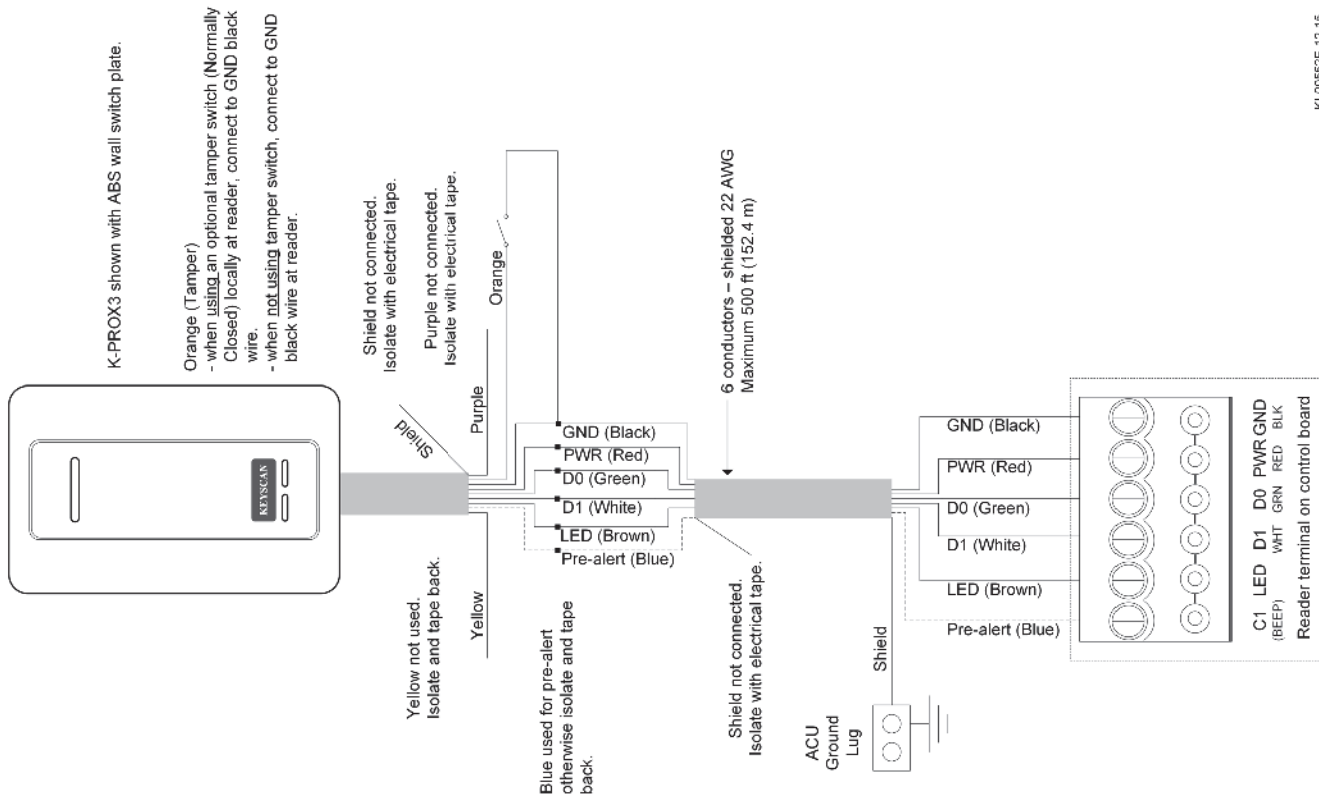 K-PROX3 shown with ABS wall switch plate.
Orange (Tamper)
- when using an optional tamper switch (Normally
Closed) locally at reader, connect to GND black
wire.
- when not using tamper switch, connect to GND
black wire at reader.
KEYSCAN
Shield not connected.
Isolate with electrical tape.
Purple not connected.
Isolate with electrical tape.
Shield
Purple
Orange
Yellow not used.
Isolate and tape back.
Yellow
GND (Black)
PWR (Red)
D0 (Green)
D1 (White)
LED (Brown)
Pre-alert (Blue)
Blue used for pre-alert
otherwise isolate and tape
back.
6 conductors – shielded 22 AWG
Maximum 500 ft (152.4 m)
Shield not connected.
Isolate with electrical tape.
GND (Black)
PWR (Red)
D0 (Green)
D1 (White)
LED (Brown)
Pre-alert (Blue)
Shield
ACU
Ground
Lug
C1 LED D1 D0 PWR GND
(BEEP) WHT GRN RED BLK
Reader terminal on control board